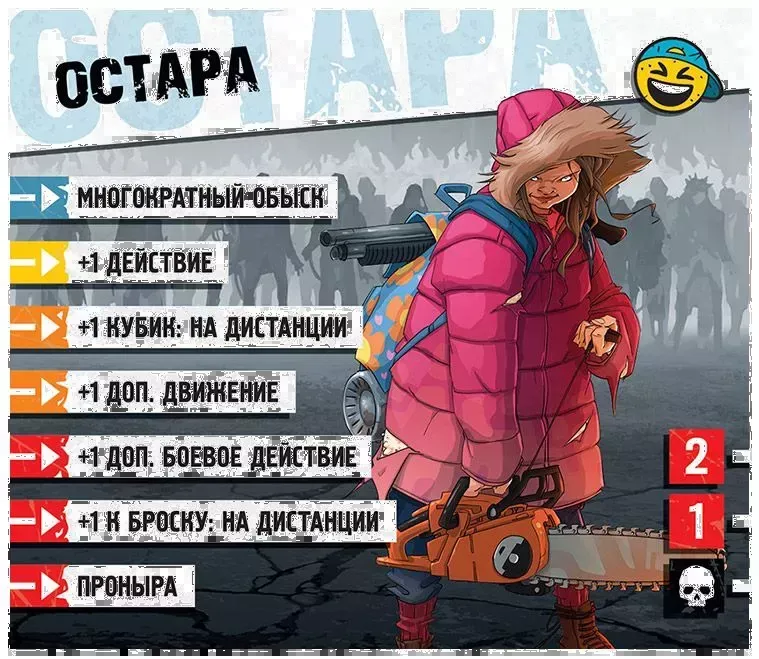 ОСТАРА
ОСТАРА
МНОГОКРАТНЫЙ ОБЫСК
+1 ДЕЙСТВИЕ
+1 КУБИК: НА ДИСТАНЦИИ
+1 ДОП. ДВИЖЕНИЕ
+1 ДОП. БОЕВОЕ ДЕЙСТВИЕ
2
+1 К БРОСКУ: НА ДИСТАНЦИИ
1
ПРОНЫРА